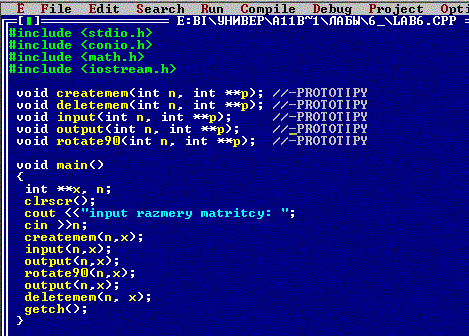 E File Edit Search Run Compile Debug Project Opti
[■] E:BI\УНИВЕР\A11B~1\ЛАБЫ\6_\LAB6.CPP
#include <stdio.h>
#include <conio.h>
#include <math.h>
#include <iostream.h>
void createmem(int n, int **p); //-PROTOTIPY
void deletemem(int n, int **p); //-PROTOTIPY
void input(int n, int **p); //-PROTOTIPY
void output(int n, int **p); //-PROTOTIPY
void rotate90(int n, int **p); //-PROTOTIPY
void main()
{
int **x, n;
clrscr();
cout <<"input razmery matritcy: ";
cin >>n;
createmem(n,x);
input(n,x);
output(n,x);
rotate90(n,x);
output(n,x);
deletemem(n, x);
getch();
}